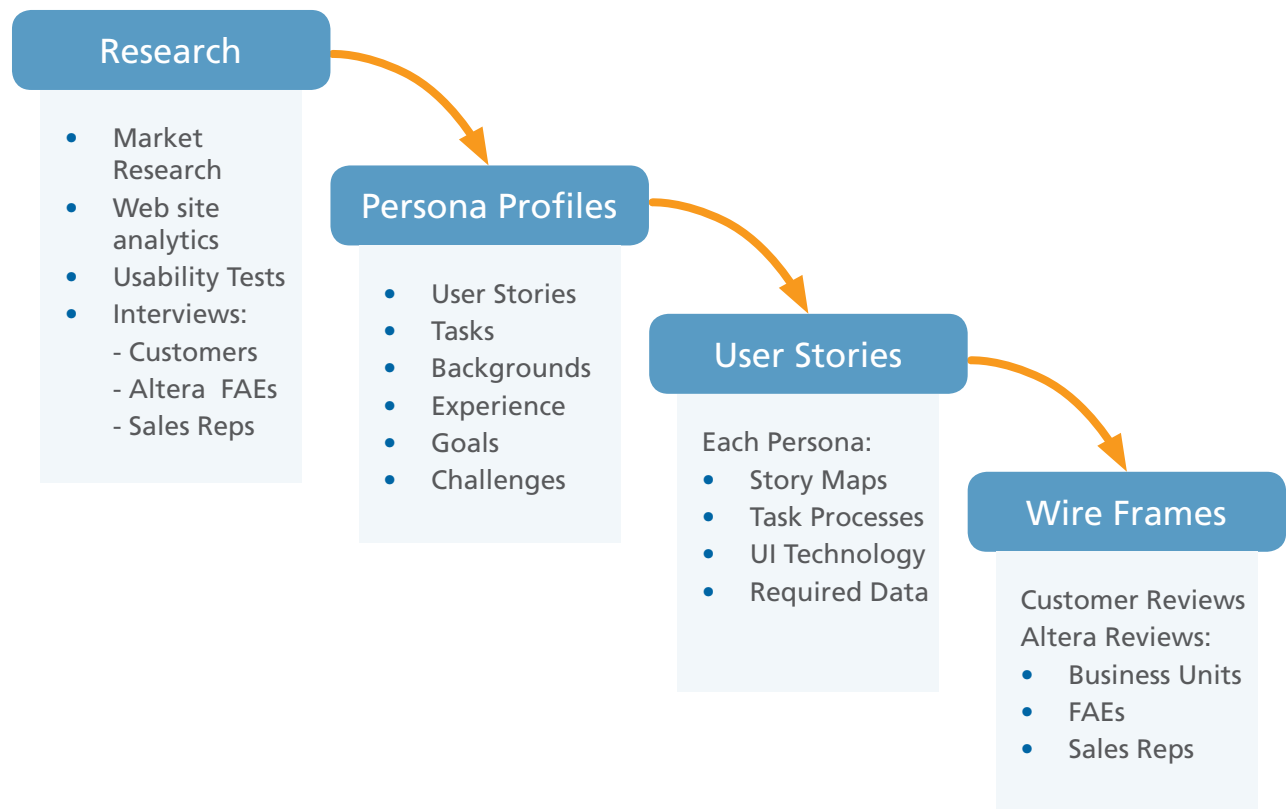 Research
• Market
Research
• Web site
analytics
• Usability Tests
• Interviews:
- Customers
- Altera FAEs
- Sales Reps
Persona Profiles
• User Stories
• Tasks
• Backgrounds
• Experience
• Goals
• Challenges
User Stories
Each Persona:
• Story Maps
• Task Processes
• UI Technology
• Required Data
Wire Frames
Customer Reviews
Altera Reviews:
• Business Units
• FAEs
• Sales Reps